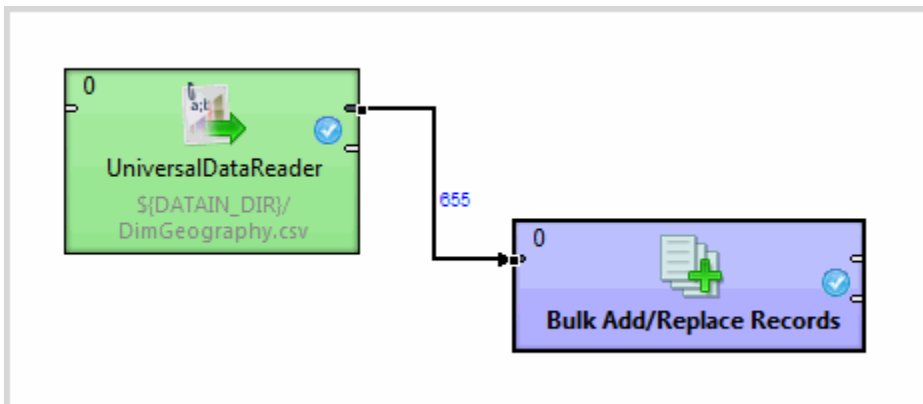 0
a;b
UniversalDataReader
${DATAIN_DIR}/
DimGeography.csv
655
0
Bulk Add/Replace Records